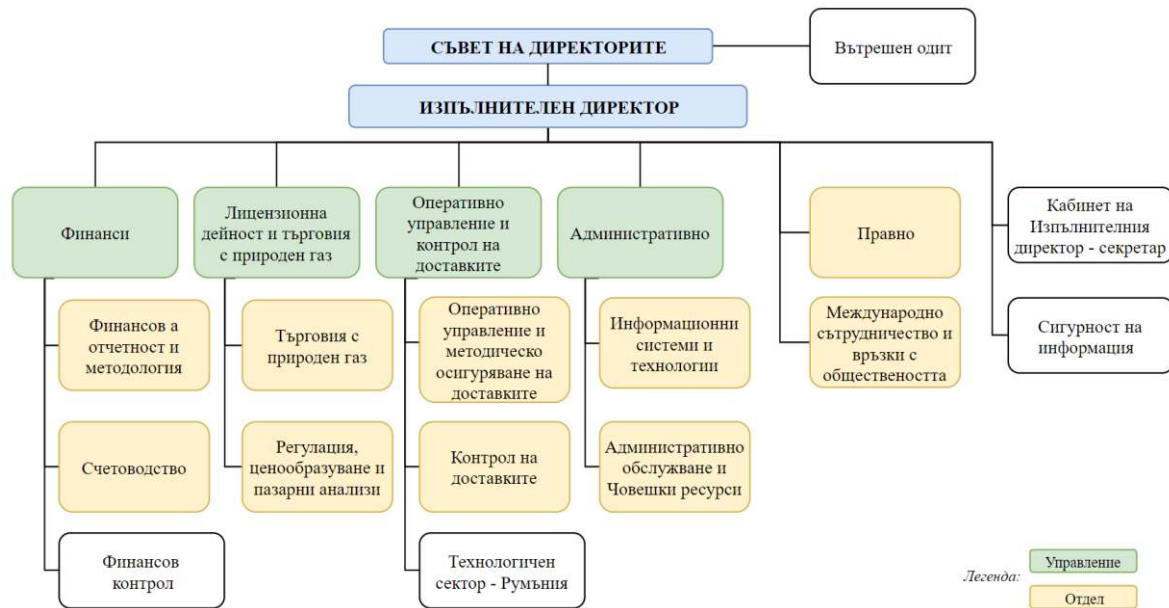 СЪВЕТ НА ДИРЕКТОРИТЕ
Вътрешен одит
ИЗПЪЛНИТЕЛЕН ДИРЕКТОР
Финанси
Лицензионна
дейност и търговия
с природен газ
Оперативно
управление и
контрол на
доставките
Административно
Правно
Кабинет на
Изпълнителния
директор - секретар
Финансов а
отчетност и
методология
Търговия с
природен газ
Оперативно
управление и
методическо
осигуряване на
доставките
Информационни
системи и
технологии
Международно
сътрудничество и
връзки с
обществеността
Сигурност на
информация
Счетоводство
Регулация,
ценообразуване и
пазарни анализи
Контрол на
доставките
Административно
обслужване и
Човешки ресурси
Финансов
контрол
Технологичен
сектор - Румъния
Легенда:
Управление
Отдел